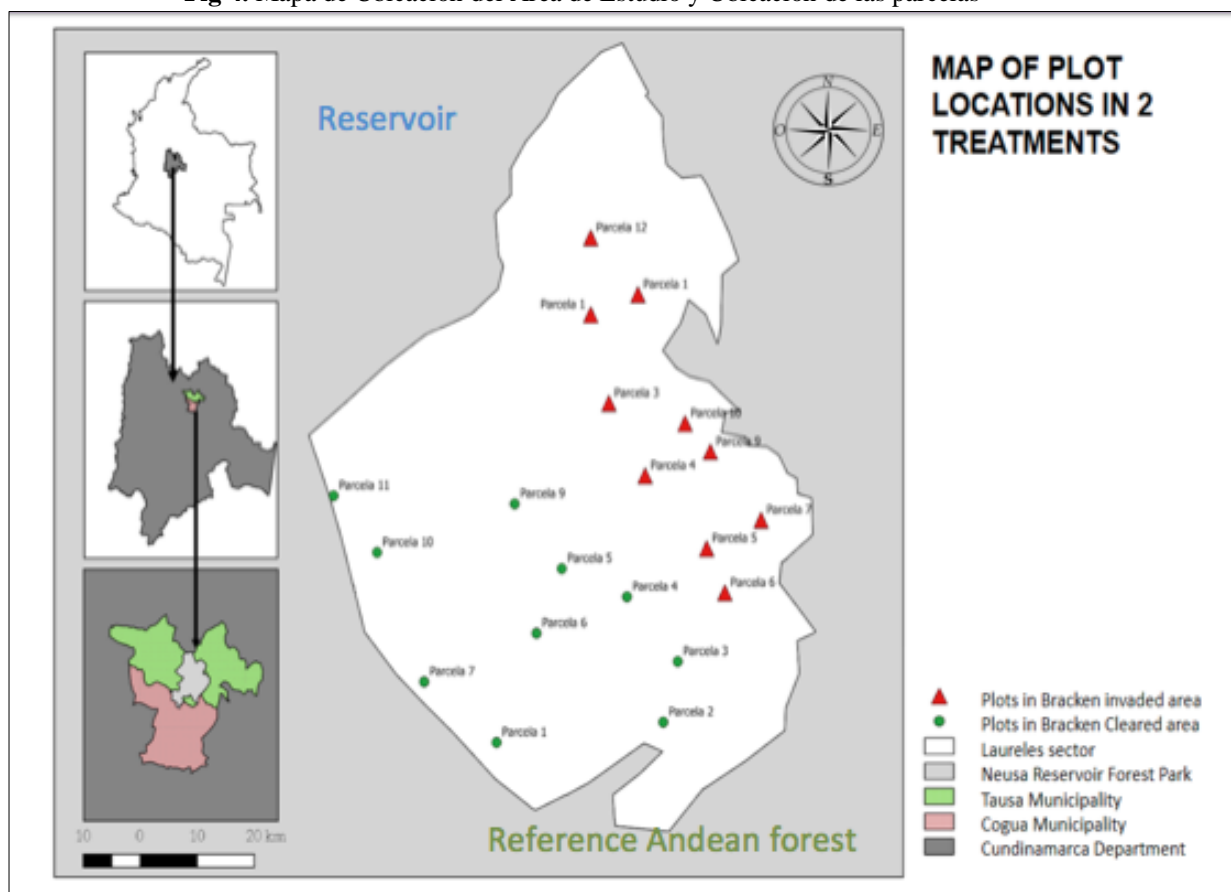 Fig 4. Mapa de Ubicación del Área de Estudio y Ubicación de las parcelas
MAP OF PLOT
LOCATIONS IN 2
TREATMENTS
Reservoir
N
O
E
S
N
Parcela 12
Parcela 1
Parcela 1
Parcela 3
Parcela 10
Parcela 9
Parcela 4
Parcela 7
Parcela 5
Parcela 6
Parcela 11
Parcela 9
Parcela 10
Parcela 5
Parcela 4
Parcela 6
Parcela 3
Parcela 7
Parcela 2
Parcela 1
Reference Andean forest
10 0 10 20 km
Plots in Bracken invaded area
Plots in Bracken Cleared area
Laureles sector
Neusa Reservoir Forest Park
Tausa Municipality
Cogua Municipality
Cundinamarca Department